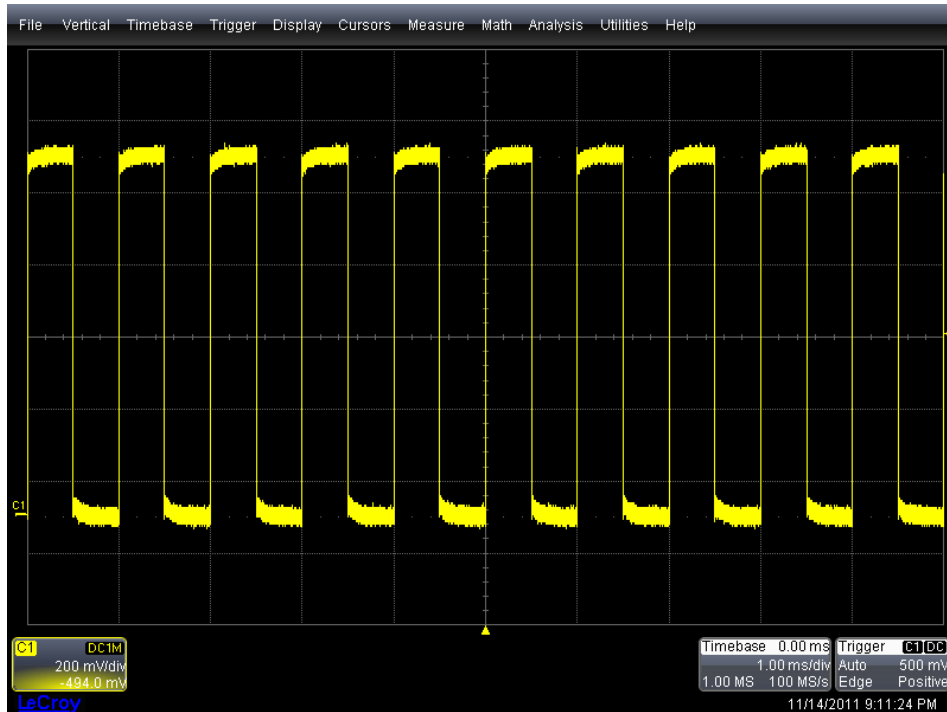 File Vertical Timebase Trigger Display Cursors Measure Math Analysis Utilities Help
C1
C1 DC1M
200 mV/div
-494.0 mV
Timebase 0.00 ms
1.00 ms/div
1.00 MS 100 MS/s
Trigger C1 DC
Auto 500 mV
Edge Positive
LeCroy
11/14/2011 9:11:24 PM